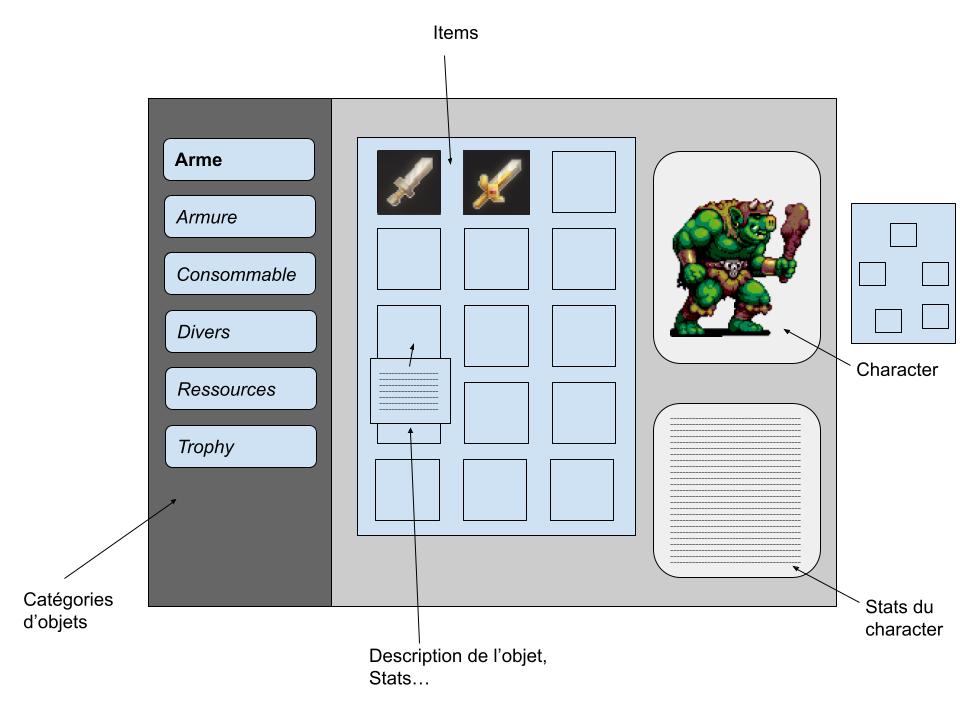 Items
Arme
Armure
Consommable
Divers
Ressources
Trophy
Character
Catégories
d'objets
Stats du
character
Description de l'objet,
Stats…